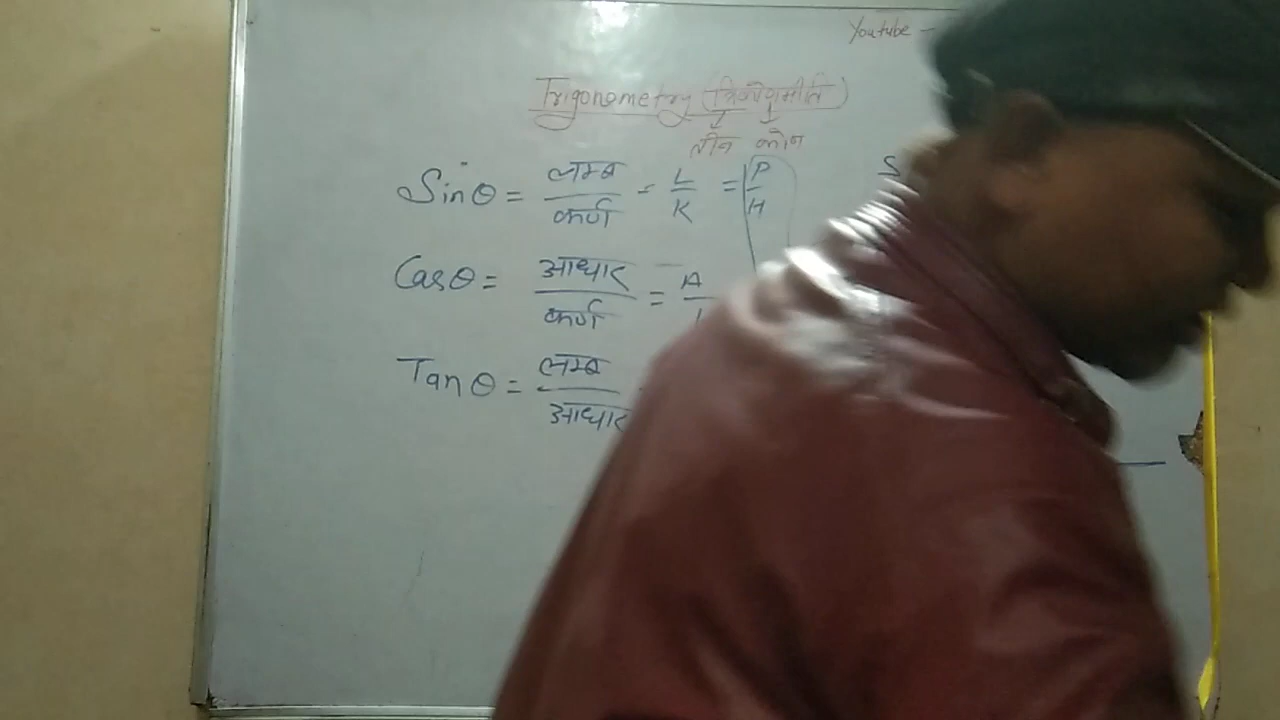 Youtube -
Trigonometry (त्रिकोणमीति)
तीन कोन
Sinθ = लम्ब/कर्ण = L/K = P/H
Cosθ = आधार/कर्ण = A
Tanθ = लम्ब/आधार